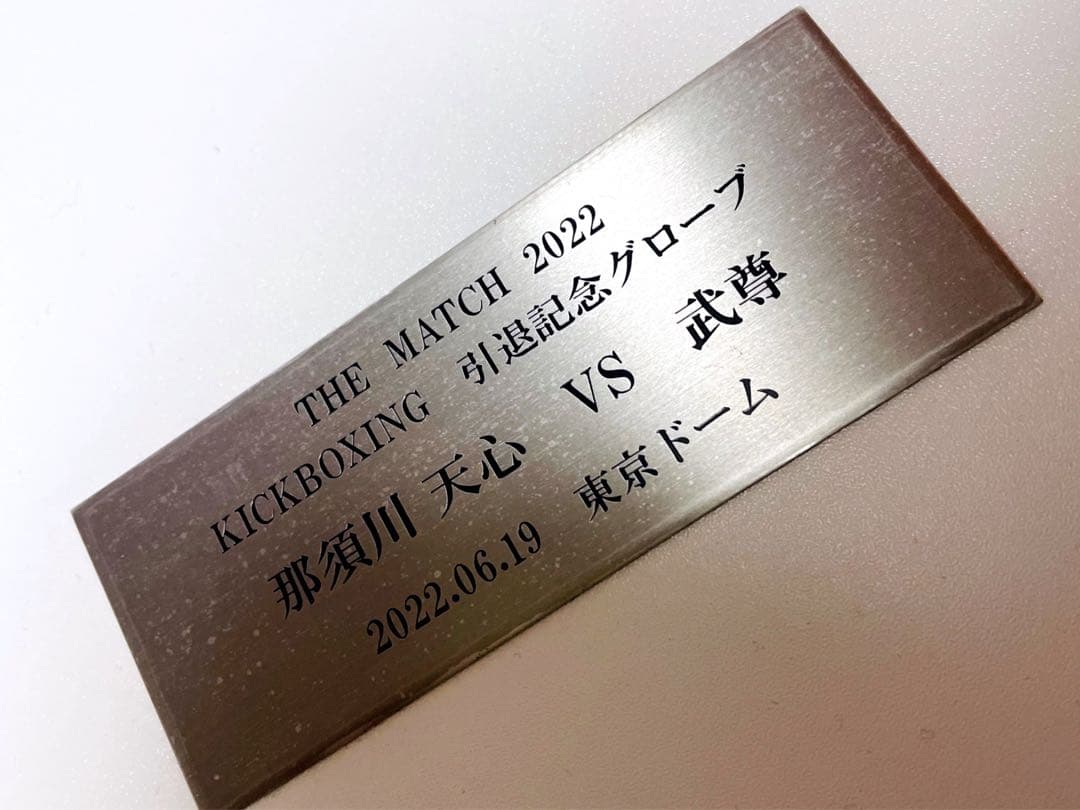 THE MATCH 2022
KICKBOXING 引退記念グローブ
那須川 天心 VS 武尊
2022.06.19 東京ドーム